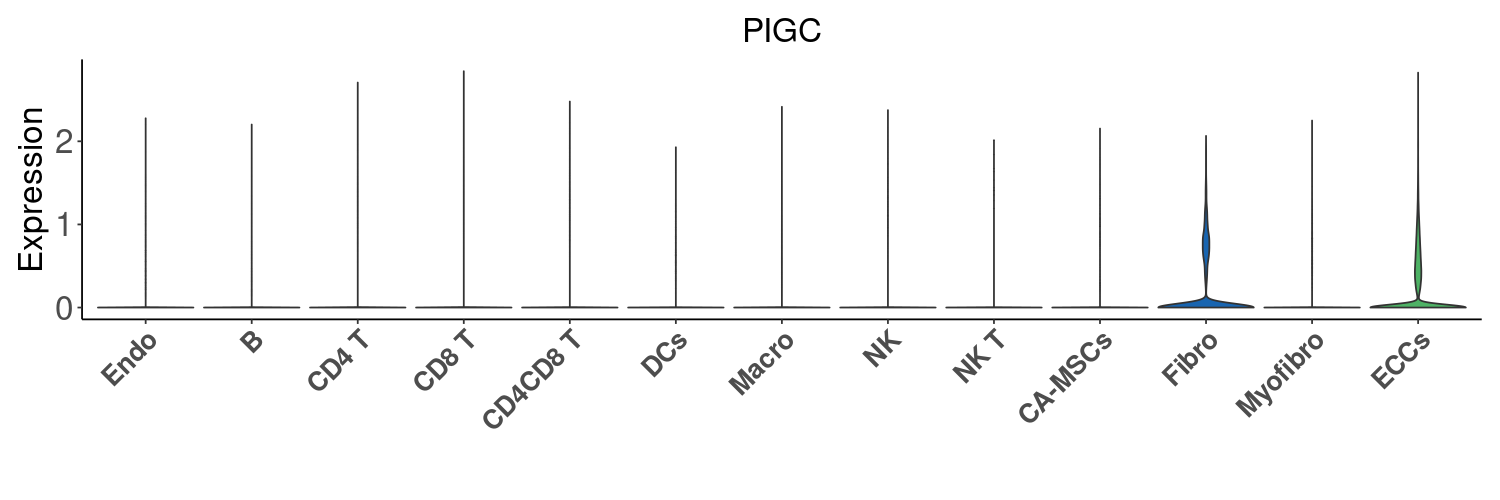 PIGC
Expression
2
1
0
Endo
B
CD4 T
CD8 T
CD4CD8 T
DCs
Macro
NK
NK T
CA-MSCs
Fibro
Myofibro
ECCs